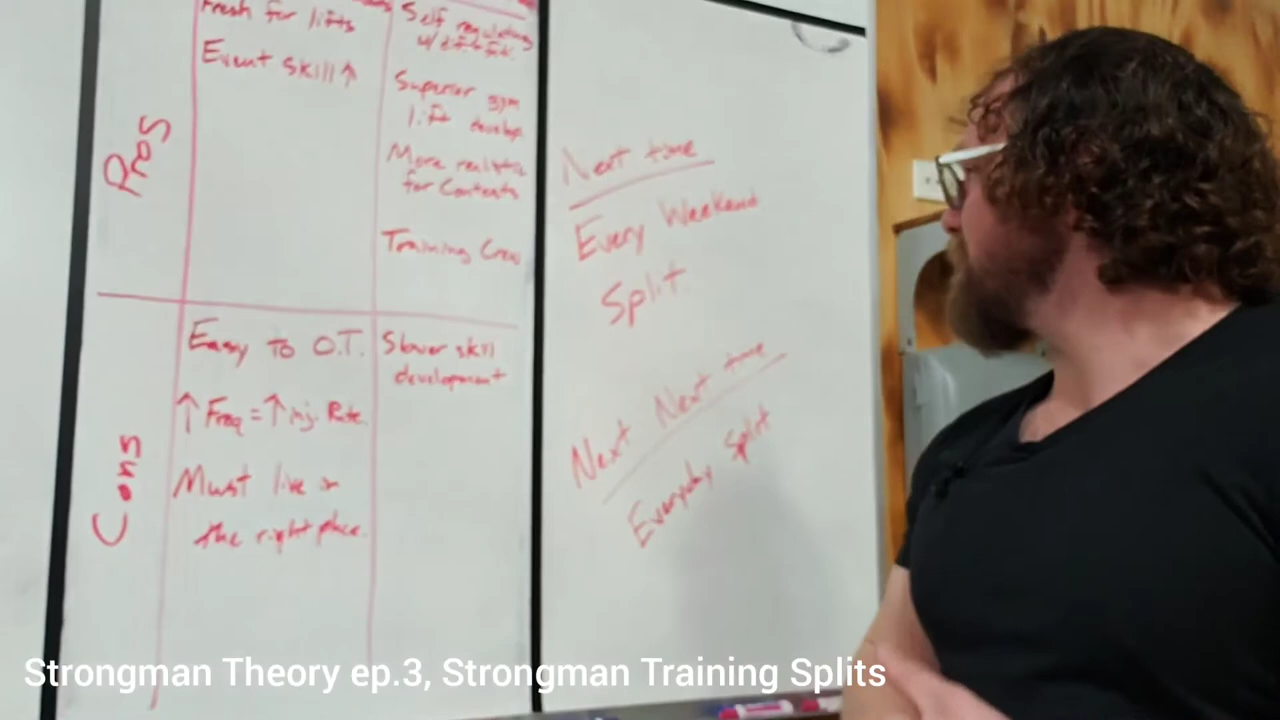 Fresh for lifts
Event skill ↑
Pros
Self regulating
Superior gym
lift develop.
More realistic
for Contests
Training Crew
Easy to O.T.
↑ Freq = ↑ inj. Rate.
Must live in
the right place.
Cons
Slower skill
development
Next time
Every Weekend
Split.
Next Next time
Everyday Split
Strongman Theory ep.3, Strongman Training Splits